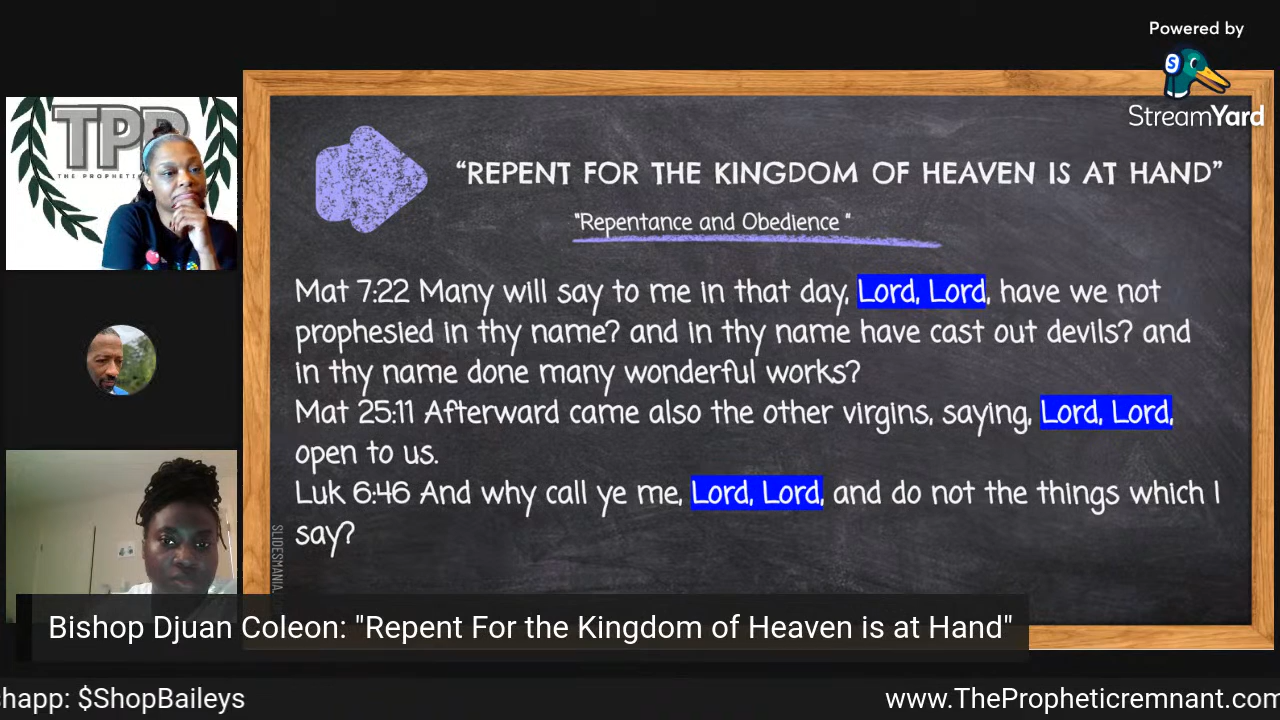 Powered by
StreamYard
TPR
THE PROPHETI
"REPENT FOR THE KINGDOM OF HEAVEN IS AT HAND"
"Repentance and Obedience "
Mat 7:22 Many will say to me in that day, Lord, Lord, have we not
prophesied in thy name? and in thy name have cast out devils? and
in thy name done many wonderful works?
Mat 25:11 Afterward came also the other virgins, saying, Lord, Lord,
open to us.
Luk 6:46 And why call ye me, Lord, Lord, and do not the things which I
say?
SLIDESMANIA.
Bishop Djuan Coleon: "Repent For the Kingdom of Heaven is at Hand"
shapp: $ShopBaileys
www.ThePropheticremnant.com